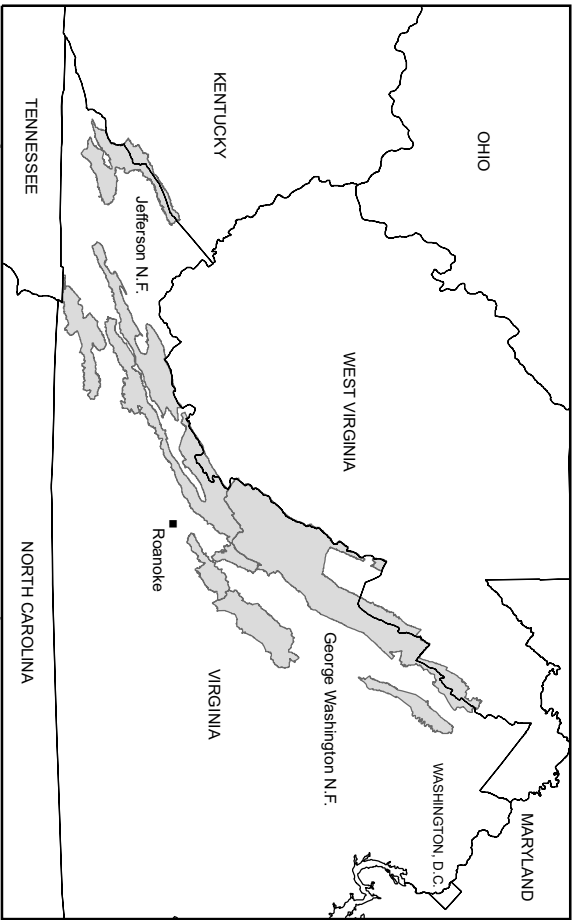 OHIO
MARYLAND
KENTUCKY
WEST VIRGINIA
WASHINGTON, D.C.
Jefferson N.F.
George Washington N.F.
Roanoke
VIRGINIA
TENNESSEE
NORTH CAROLINA